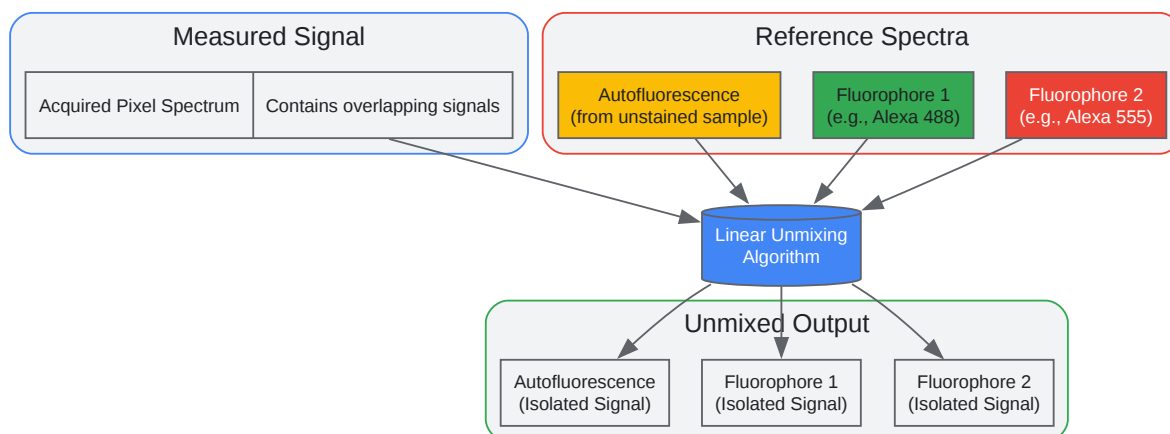 Measured Signal
Reference Spectra
Acquired Pixel Spectrum
Contains overlapping signals
Autofluorescence
(from unstained sample)
Fluorophore 1
(e.g., Alexa 488)
Fluorophore 2
(e.g., Alexa 555)
Linear Unmixing
Algorithm
Unmixed Output
Autofluorescence
(Isolated Signal)
Fluorophore 1
(Isolated Signal)
Fluorophore 2
(Isolated Signal)